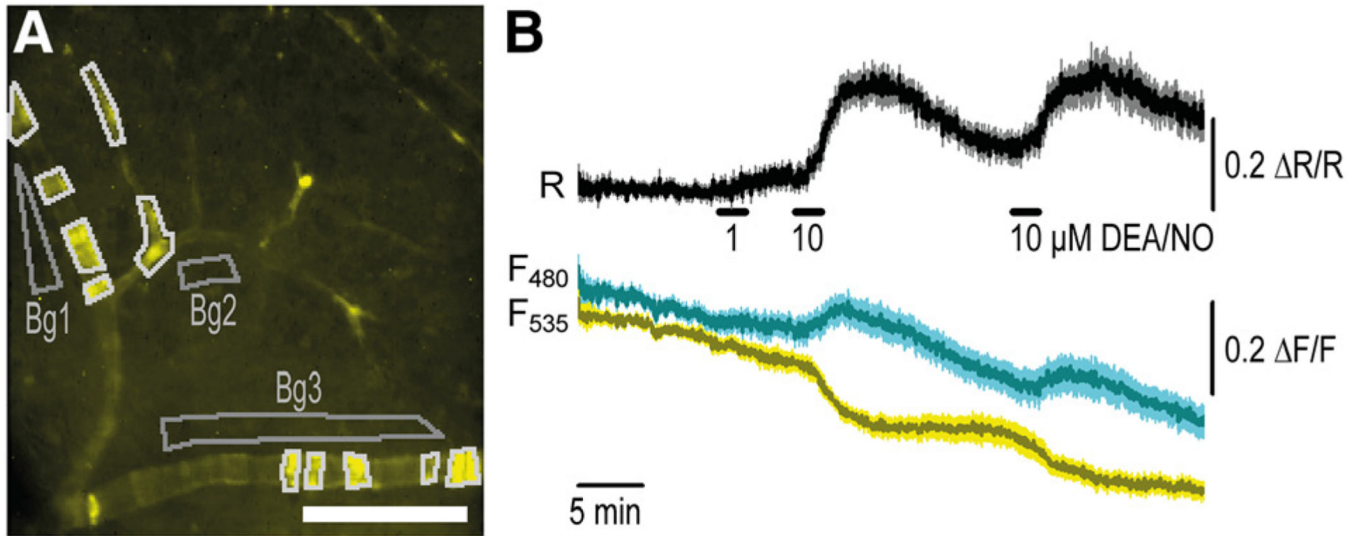 A
Bg1
Bg2
Bg3
B
R
0.2 ΔR/R
1 10 10 µM DEA/NO
F480
F535
0.2 ΔF/F
5 min